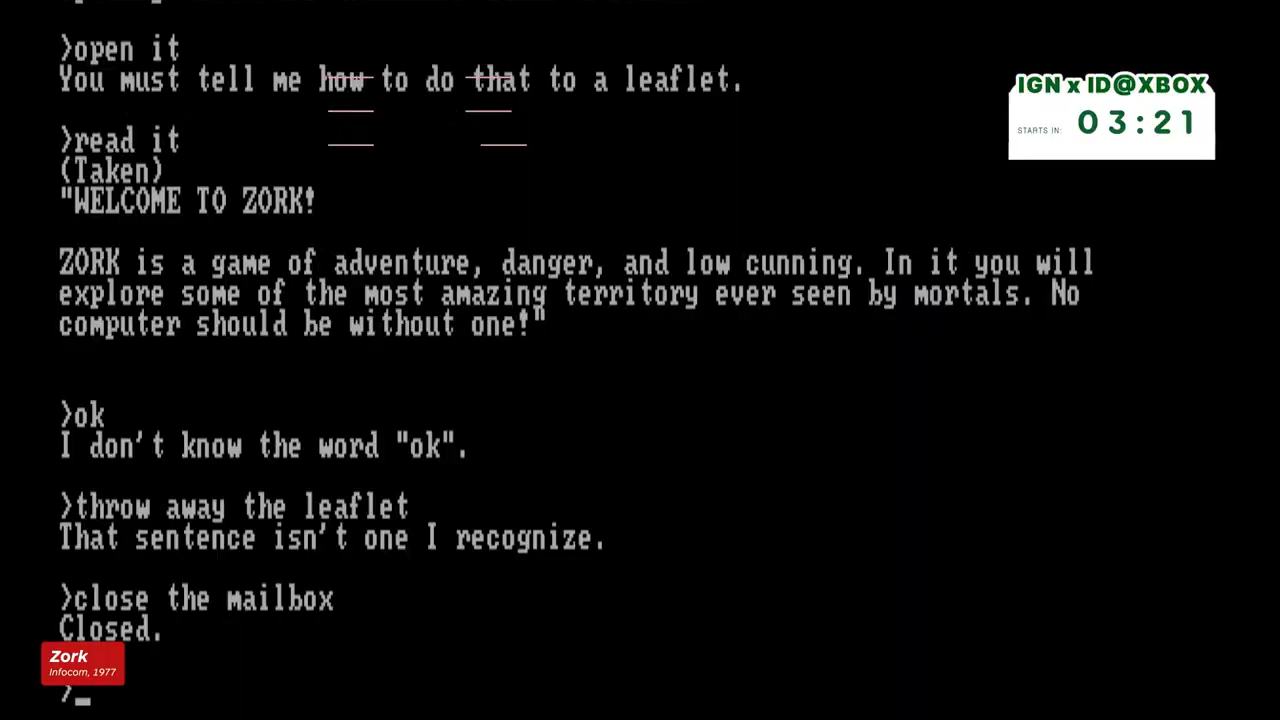 >open it
You must tell me how to do that to a leaflet.
IGN x ID@XBOX
STARTS IN: 03:21
>read it
(Taken)
"WELCOME TO ZORK!
ZORK is a game of adventure, danger, and low cunning. In it you will
explore some of the most amazing territory ever seen by mortals. No
computer should be without one!"
>ok
I don't know the word "ok".
>throw away the leaflet
That sentence isn't one I recognize.
>close the mailbox
Closed.
Zork
Infocom, 1977
>_